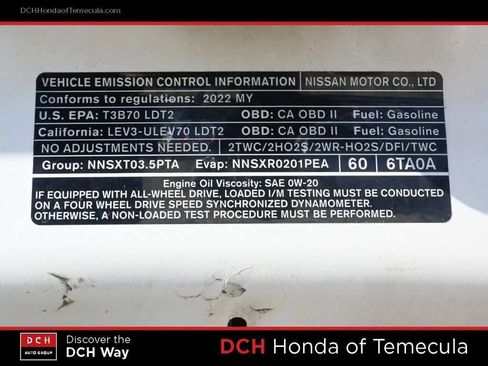 DCHHondaofTemecula.com
VEHICLE EMISSION CONTROL INFORMATION NISSAN MOTOR CO., LTD
Conforms to regulations: 2022 MY
U.S. EPA: T3B70 LDT2 OBD: CA OBD II Fuel: Gasoline
California: LEV3-ULEV70 LDT2 OBD: CA OBD II Fuel: Gasoline
NO ADJUSTMENTS NEEDED. 2TWC/2HO2S/2WR-HO2S/DFI/TWC
Group: NNSXT03.5PTA Evap: NNSXR0201PEA 60 6TA0A
Engine Oil Viscosity: SAE 0W-20
IF EQUIPPED WITH ALL-WHEEL DRIVE, LOADED I/M TESTING MUST BE CONDUCTED
ON A FOUR WHEEL DRIVE SPEED SYNCHRONIZED DYNAMOMETER.
OTHERWISE, A NON-LOADED TEST PROCEDURE MUST BE PERFORMED.
DCH
AUTO GROUP
Discover the
DCH Way
DCH Honda of Temecula